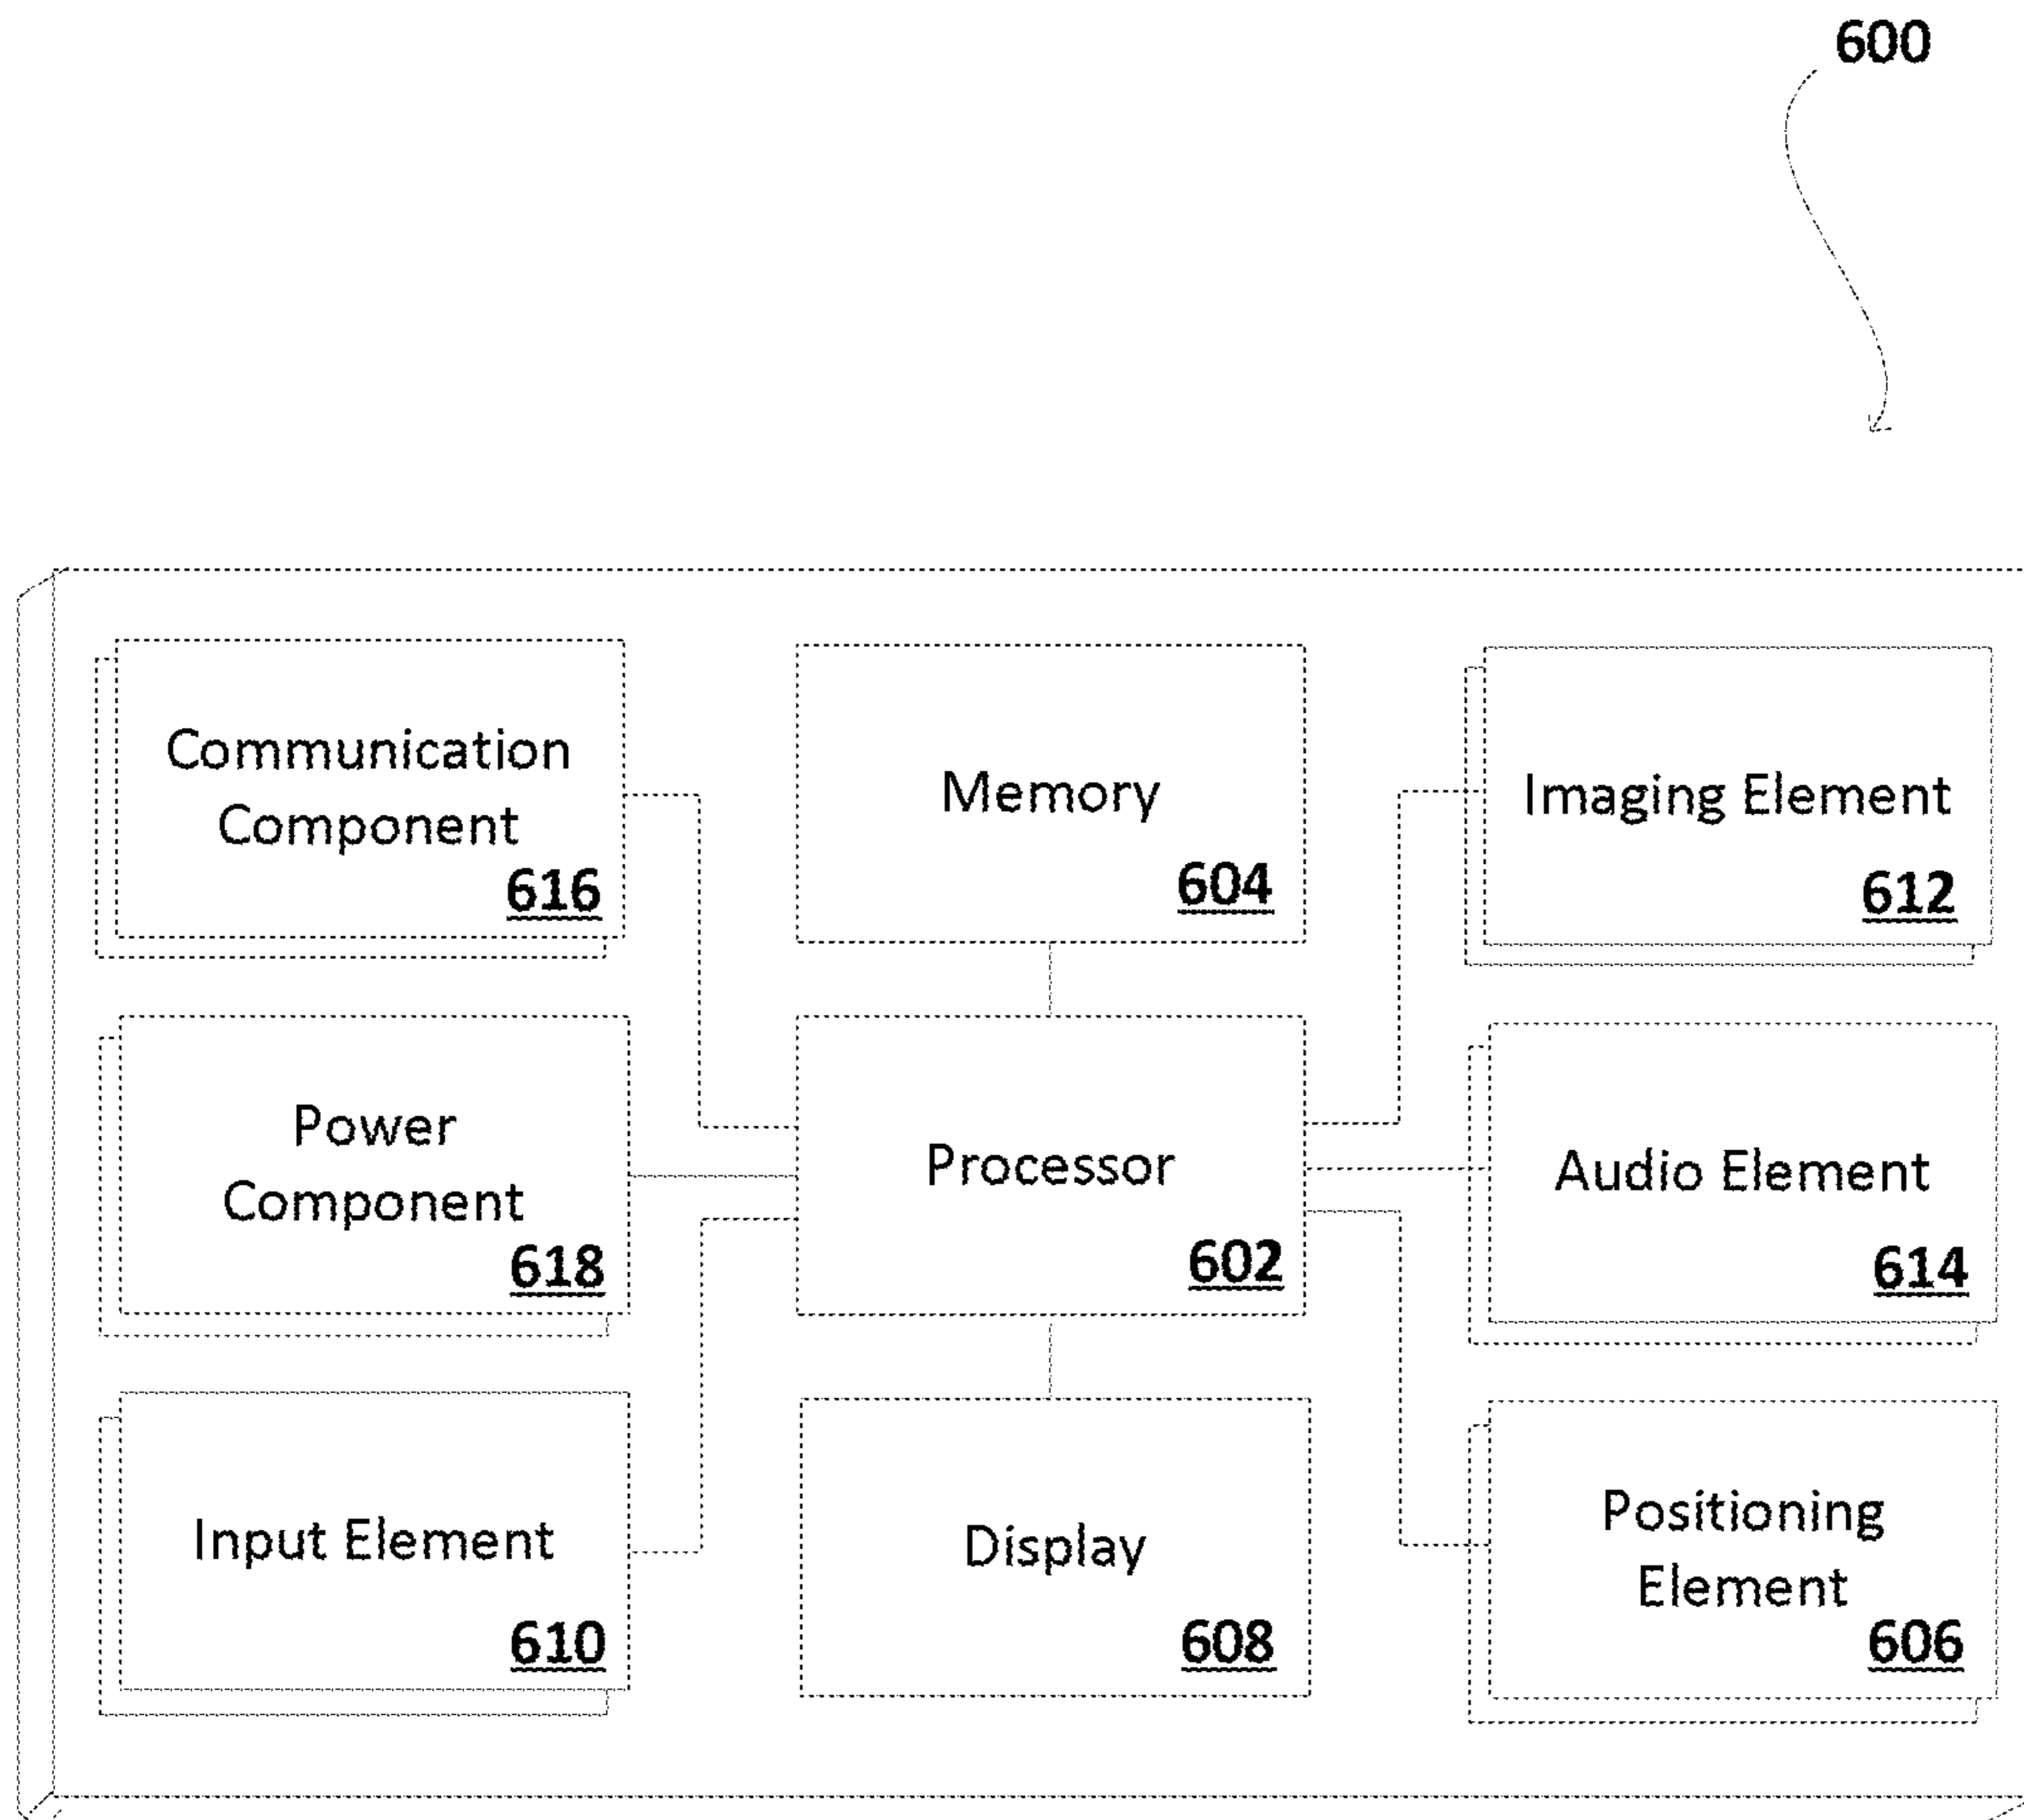 600
Communication
Component
616
Memory
604
Imaging Element
612
Power
Component
618
Processor
602
Audio Element
614
Input Element
610
Display
608
Positioning
Element
606